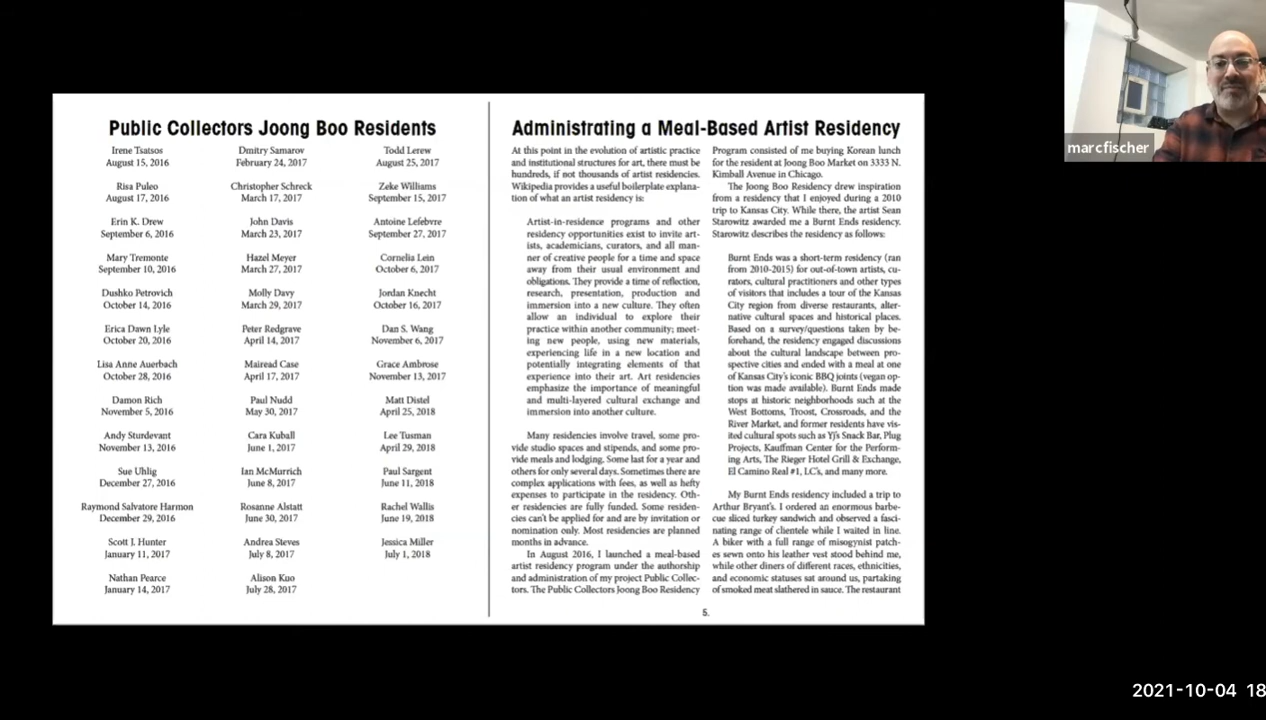 Public Collectors Joong Boo Residents
Irene Tsatsos
August 15, 2016
Risa Puleo
August 17, 2016
Erin K. Drew
September 6, 2016
Mary Tremonte
September 10, 2016
Dushko Petrovich
October 14, 2016
Erica Dawn Lyle
October 20, 2016
Lisa Anne Auerbach
October 28, 2016
Damon Rich
November 5, 2016
Andy Sturdevant
November 13, 2016
Sue Uhlig
December 27, 2016
Raymond Salvatore Harmon
December 29, 2016
Scott J. Hunter
January 11, 2017
Nathan Pearce
January 14, 2017
Dmitry Samarov
February 24, 2017
Christopher Schreck
March 17, 2017
John Davis
March 23, 2017
Hazel Meyer
March 27, 2017
Molly Davy
March 29, 2017
Peter Redgrave
April 14, 2017
Mairead Case
April 17, 2017
Paul Nudd
May 30, 2017
Cara Kuball
June 1, 2017
Ian McMurrich
June 8, 2017
Rosanne Alstatt
June 30, 2017
Andrea Steves
July 8, 2017
Alison Kuo
July 28, 2017
Todd Lerew
August 25, 2017
Zeke Williams
September 15, 2017
Antoine Lefebvre
September 27, 2017
Cornelia Lein
October 6, 2017
Jordan Knecht
October 16, 2017
Dan S. Wang
November 6, 2017
Grace Ambrose
November 13, 2017
Matt Distel
April 25, 2018
Lee Tusman
April 29, 2018
Paul Sargent
June 11, 2018
Rachel Wallis
June 19, 2018
Jessica Miller
July 1, 2018
Administrating a Meal-Based Artist Residency
At this point in the evolution of artistic practice
and institutional structures for art, there must be
hundreds, if not thousands of artist residencies.
Wikipedia provides a useful boilerplate explana-
tion of what an artist residency is:
Artist-in-residence programs and other
residency opportunities exist to invite art-
ists, academicians, curators, and all man-
ner of creative people for a time and space
away from their usual environment and
obligations. They provide a time of reflection,
research, presentation, production and
immersion into a new culture. They often
allow an individual to explore their
practice within another community; meet-
ing new people, using new materials,
experiencing life in a new location and
potentially integrating elements of that
experience into their art. Art residencies
emphasize the importance of meaningful
and multi-layered cultural exchange and
immersion into another culture.
Many residencies involve travel, some pro-
vide studio spaces and stipends, and some pro-
vide meals and lodging. Some last for a year and
others for only several days. Sometimes there are
complex applications with fees, as well as hefty
expenses to participate in the residency. Oth-
er residencies are fully funded. Some residen-
cies can't be applied for and are by invitation or
nomination only. Most residencies are planned
months in advance.
In August 2016, I launched a meal-based
artist residency program under the authorship
and administration of my project Public Collec-
tors. The Public Collectors Joong Boo Residency
Program consisted of me buying Korean lunch
for the resident at Joong Boo Market on 3333 N.
Kimball Avenue in Chicago.
The Joong Boo Residency drew inspiration
from a residency that I enjoyed during a 2010
trip to Kansas City. While there, the artist Sean
Starowitz awarded me a Burnt Ends residency.
Starowitz describes the residency as follows:
Burnt Ends was a short-term residency (ran
from 2010-2015) for out-of-town artists, cu-
rators, cultural practitioners and other types
of visitors that includes a tour of the Kansas
City region from diverse restaurants, alter-
native cultural spaces and historical places.
Based on a survey/questions taken by be-
forehand, the residency engaged discussions
about the cultural landscape between pro-
spective cities and ended with a meal at one
of Kansas City's iconic BBQ joints (vegan op-
tion was made available). Burnt Ends made
stops at historic neighborhoods such at the
West Bottoms, Troost, Crossroads, and the
River Market, and former residents have vis-
ited cultural spots such as Yj's Snack Bar, Plug
Projects, Kauffman Center for the Perform-
ing Arts, The Rieger Hotel Grill & Exchange,
El Camino Real #1, LC's, and many more.
My Burnt Ends residency included a trip to
Arthur Bryant's. I ordered an enormous barbe-
cue sliced turkey sandwich and observed a fasci-
nating range of clientele while I waited in line.
A biker with a full range of misogynist patch-
es sewn onto his leather vest stood behind me,
while other diners of different races, ethnicities,
and economic statuses sat around us, partaking
of smoked meat slathered in sauce. The restaurant
5.
marcfischer
2021-10-04 18